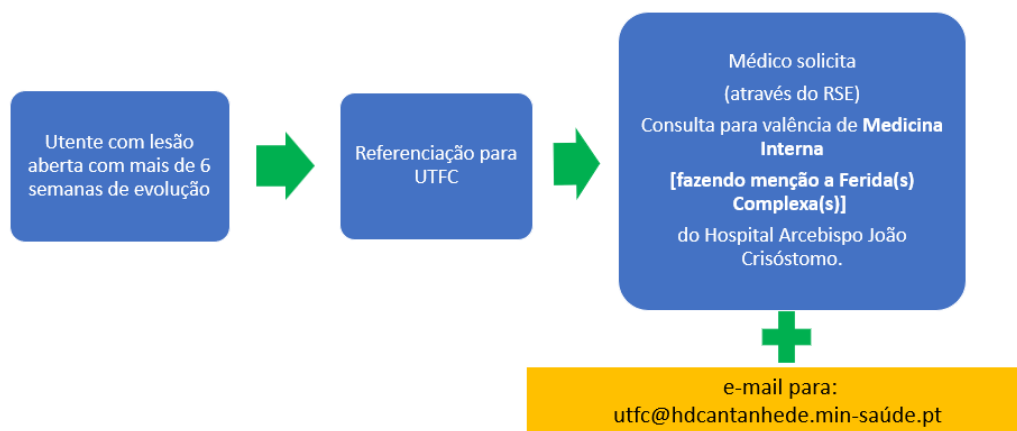 Utente com lesão
aberta com mais de 6
semanas de evolução
Referenciação para
UTFC
Médico solicita
(através do RSE)
Consulta para valência de Medicina
Interna
[fazendo menção a Ferida(s)
Complexa(s)]
do Hospital Arcebispo João
Crisóstomo.
e-mail para:
utfc@hdcantanhede.min-saúde.pt